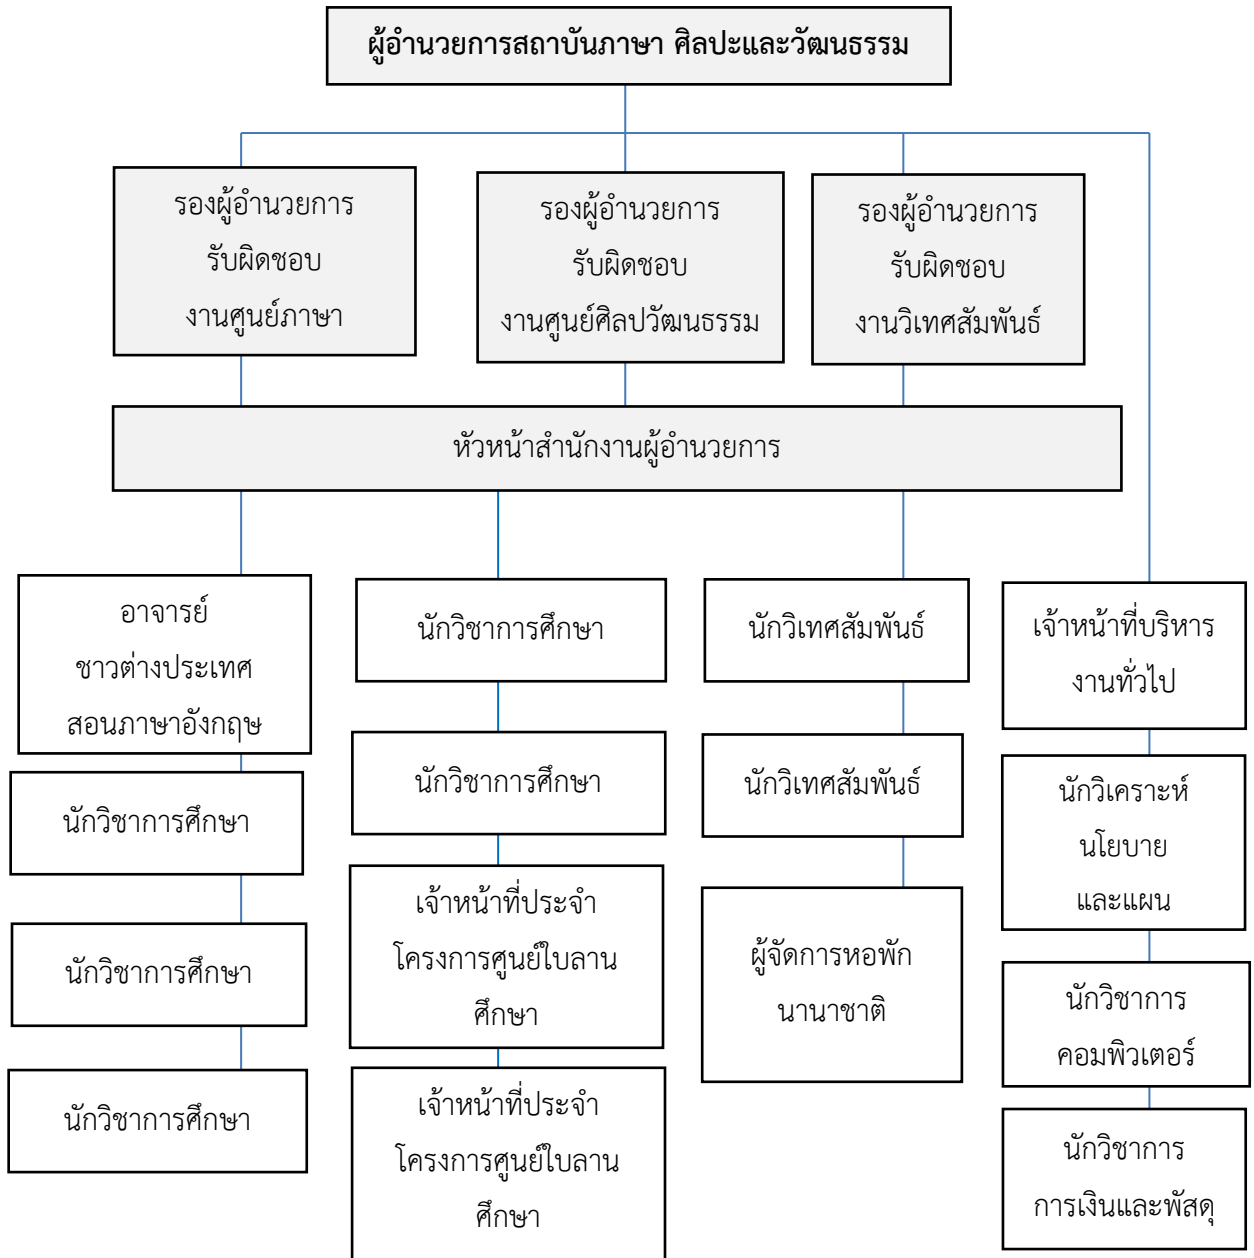 ผู้อำนวยการสถาบันภาษา ศิลปะและวัฒนธรรม
รองผู้อำนวยการ
รับผิดชอบ
งานศูนย์ภาษา
รองผู้อำนวยการ
รับผิดชอบ
งานศูนย์ศิลปวัฒนธรรม
รองผู้อำนวยการ
รับผิดชอบ
งานวิเทศสัมพันธ์
หัวหน้าสำนักงานผู้อำนวยการ
อาจารย์
ชาวต่างประเทศ
สอนภาษาอังกฤษ
นักวิชาการศึกษา
นักวิชาการศึกษา
นักวิชาการศึกษา
นักวิชาการศึกษา
นักวิชาการศึกษา
เจ้าหน้าที่ประจำ
โครงการศูนย์ใบลาน
ศึกษา
เจ้าหน้าที่ประจำ
โครงการศูนย์ใบลาน
ศึกษา
นักวิเทศสัมพันธ์
นักวิเทศสัมพันธ์
ผู้จัดการหอพัก
นานาชาติ
เจ้าหน้าที่บริหาร
งานทั่วไป
นักวิเคราะห์
นโยบาย
และแผน
นักวิชาการ
คอมพิวเตอร์
นักวิชาการ
การเงินและพัสดุ